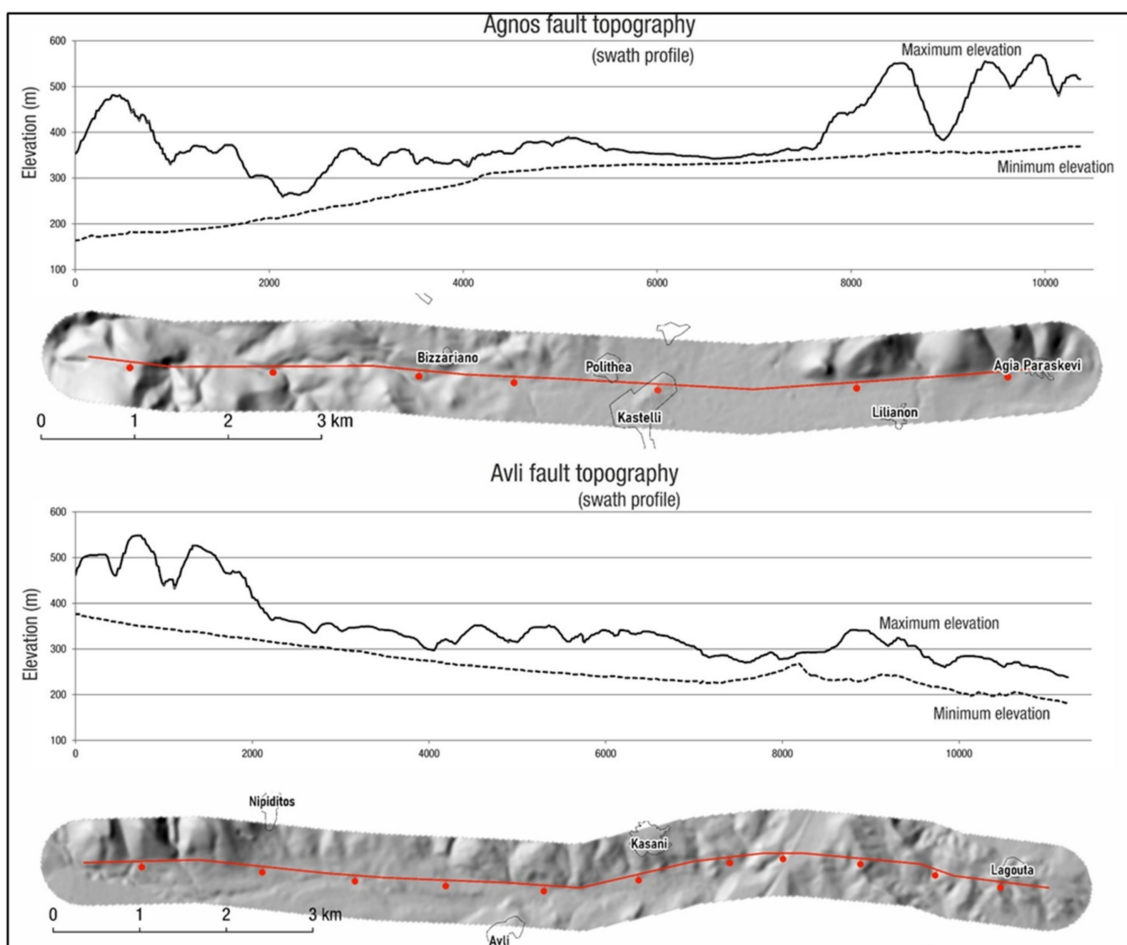 Agnos fault topography
(swath profile)
600
500
400
300
200
100
Elevation (m)
Maximum elevation
Minimum elevation
0 2000 4000 6000 8000 10000
Bizzariano
Polithea
Kastelli
Agia Paraskevi
Lilianon
0 1 2 3 km
Avli fault topography
(swath profile)
600
500
400
300
200
100
Elevation (m)
Maximum elevation
Minimum elevation
0 2000 4000 6000 8000 10000
Nipiditos
Kasani
Lagouta
Avli
0 1 2 3 km